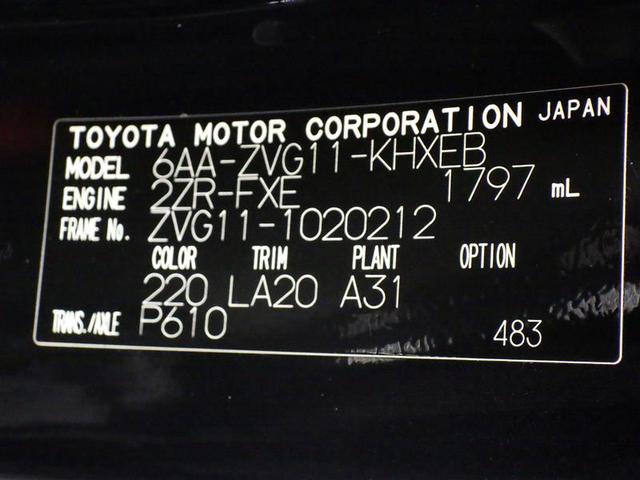 TOYOTA MOTOR CORPORATION JAPAN
MODEL 6AA-ZVG11-KHXEB
ENGINE 2ZR-FXE 1797 mL
FRAME No. ZVG11-1020212
COLOR TRIM PLANT OPTION
220 LA20 A31
TRANS./AXLE P610
483